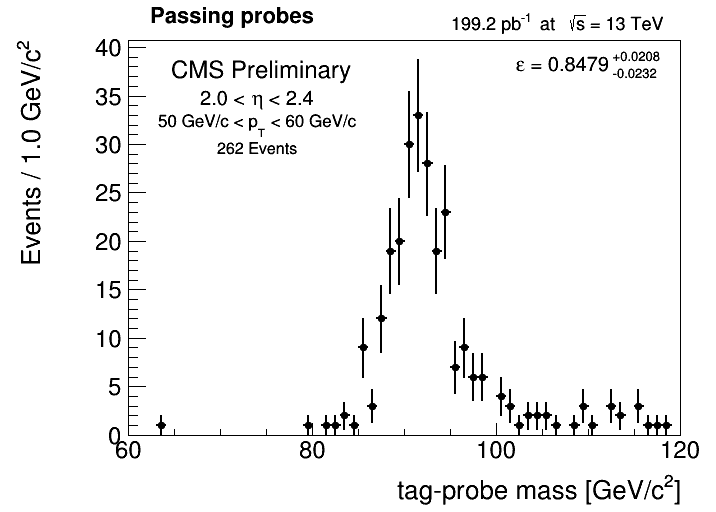 Passing probes
199.2 pb⁻¹ at √s = 13 TeV
CMS Preliminary
2.0 < η < 2.4
50 GeV/c < p_T < 60 GeV/c
262 Events
ε = 0.8479 +0.0208 -0.0232
Events / 1.0 GeV/c²
40
35
30
25
20
15
10
5
0
60 80 100 120
tag-probe mass [GeV/c²]